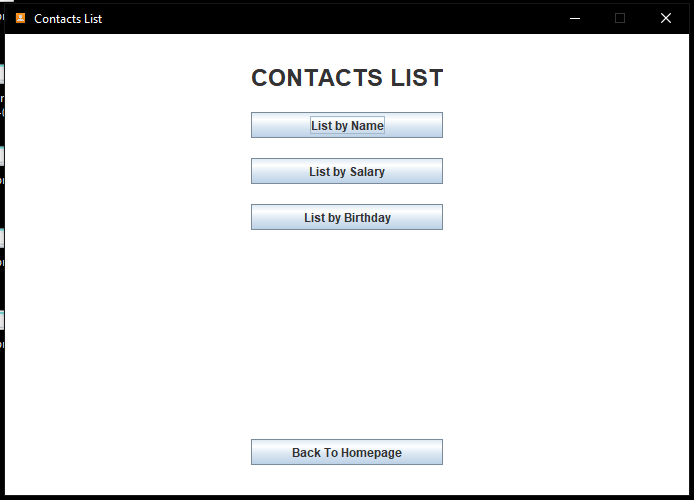 Contacts List
CONTACTS LIST
List by Name
List by Salary
List by Birthday
Back To Homepage